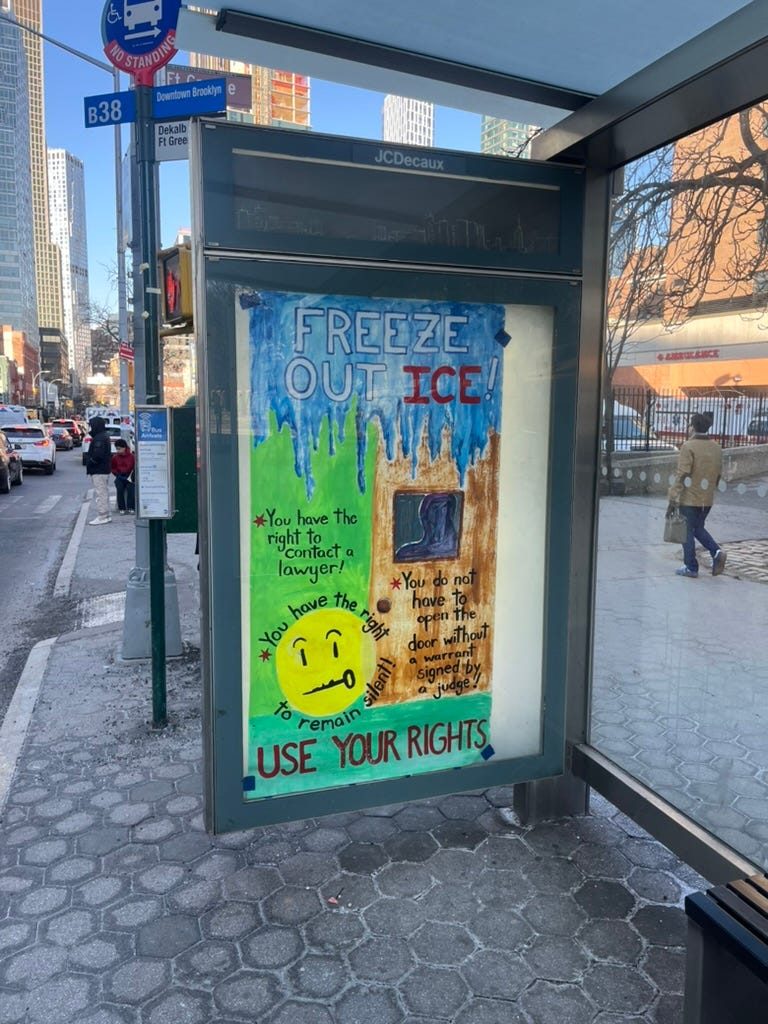 NO STANDING
B38
Downtown Brooklyn
Dekalb
JCDecaux
FREEZE
OUT ICE!
*You have the
right to
contact a
lawyer!
*You have the right
to remain silent!
*You do not
have to
open the
door without
a warrant
signed by
a judge!!
USE YOUR RIGHTS
Bus
Arrivals
AMBULANCE